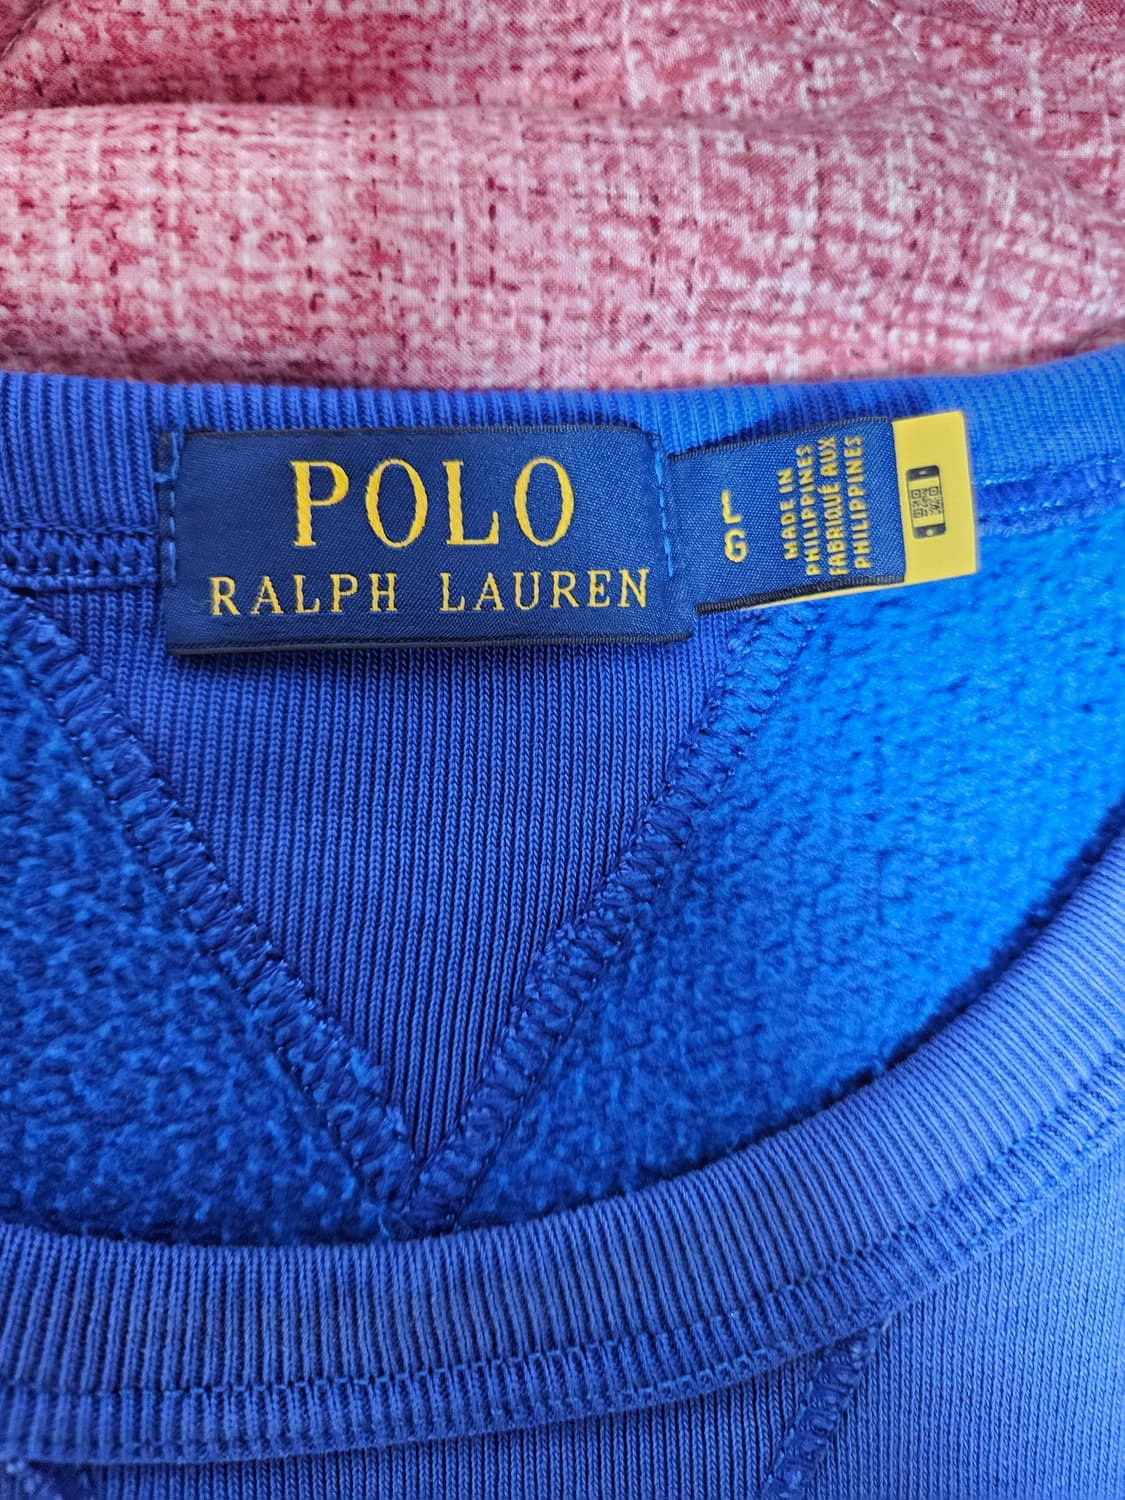 POLO
RALPH LAUREN
L
G
MADE IN
PHILIPPINES
FABRIQUÉ AUX
PHILIPPINES